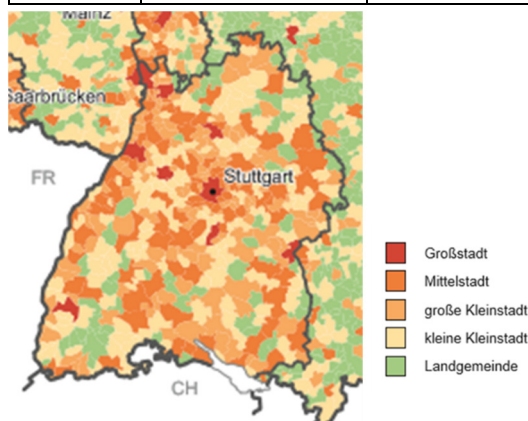 Mainz
Saarbrücken
FR
Stuttgart
CH
Großstadt
Mittelstadt
große Kleinstadt
kleine Kleinstadt
Landgemeinde